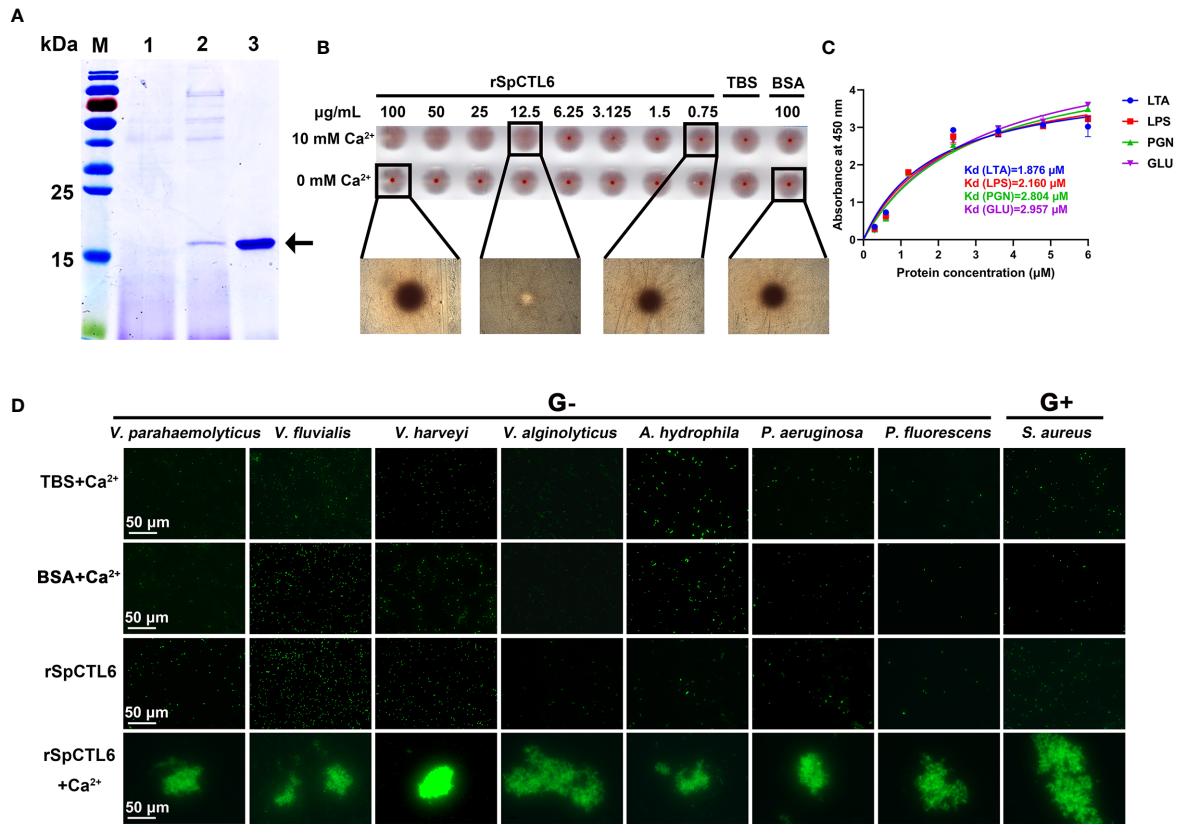 A
kDa M 1 2 3
25
15
B
rSpCTL6 TBS BSA
µg/mL 100 50 25 12.5 6.25 3.125 1.5 0.75 100
10 mM Ca²⁺
0 mM Ca²⁺
C
Absorbance at 450 nm
4
3
2
1
0
0 1 2 3 4 5 6
Protein concentration (µM)
Kd (LTA)=1.876 µM
Kd (LPS)=2.160 µM
Kd (PGN)=2.804 µM
Kd (GLU)=2.957 µM
LTA
LPS
PGN
GLU
D
G- G+
V. parahaemolyticus V. fluvialis V. harveyi V. alginolyticus A. hydrophila P. aeruginosa P. fluorescens S. aureus
TBS+Ca²⁺
50 µm
BSA+Ca²⁺
50 µm
rSpCTL6
50 µm
rSpCTL6
+Ca²⁺
50 µm